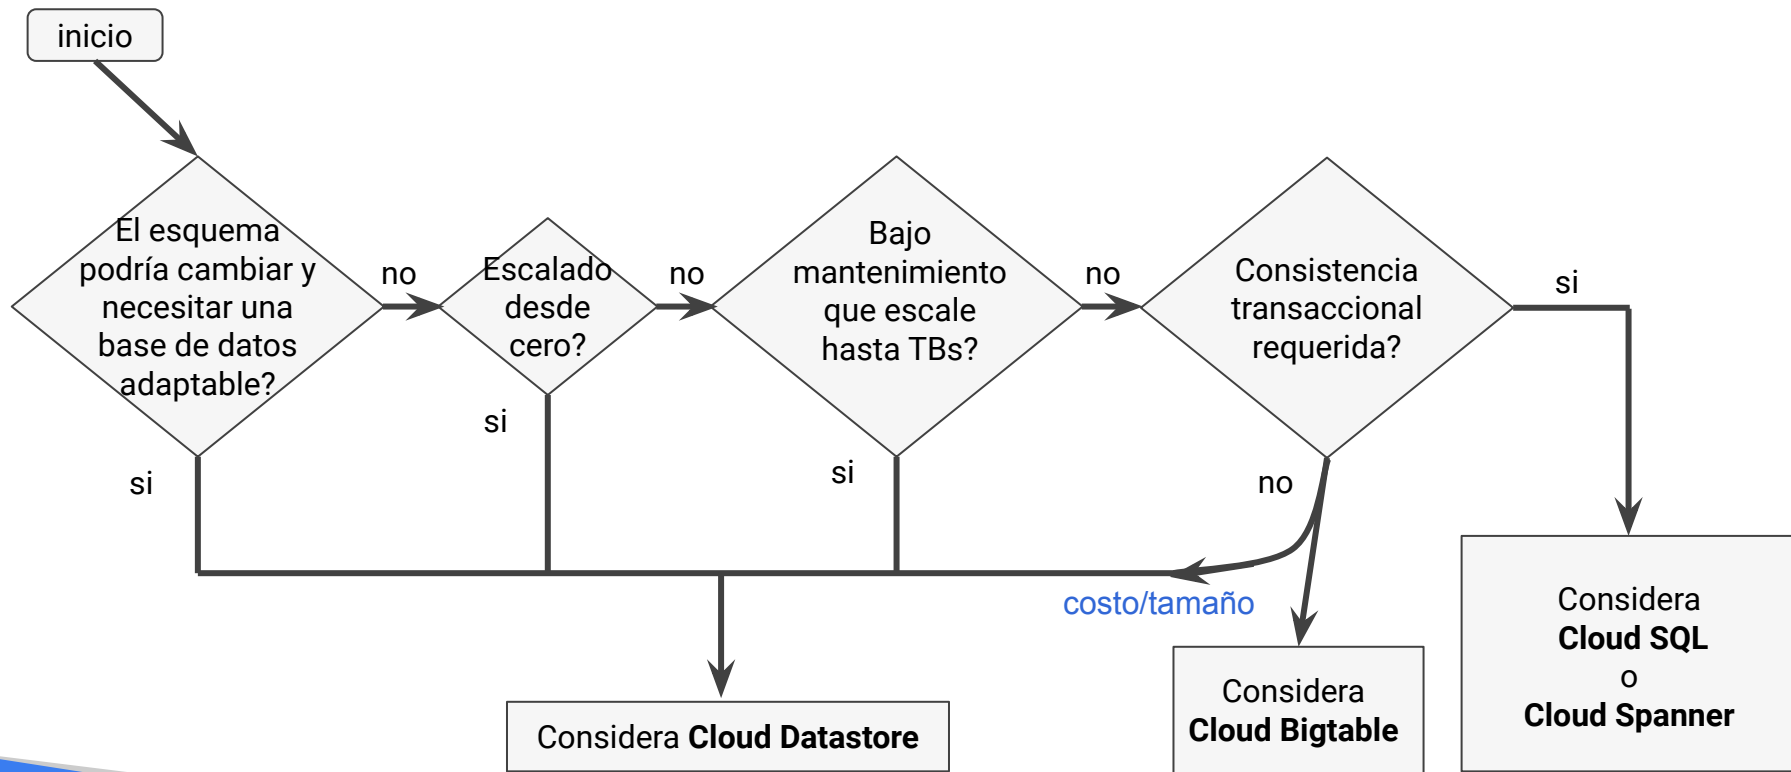 inicio
El esquema
podría cambiar y
necesitar una
base de datos
adaptable?
no
si
Escalado
desde
cero?
no
si
Bajo
mantenimiento
que escale
hasta TBs?
no
si
Consistencia
transaccional
requerida?
si
no
costo/tamaño
Considera Cloud Datastore
Considera
Cloud Bigtable
Considera
Cloud SQL
o
Cloud Spanner